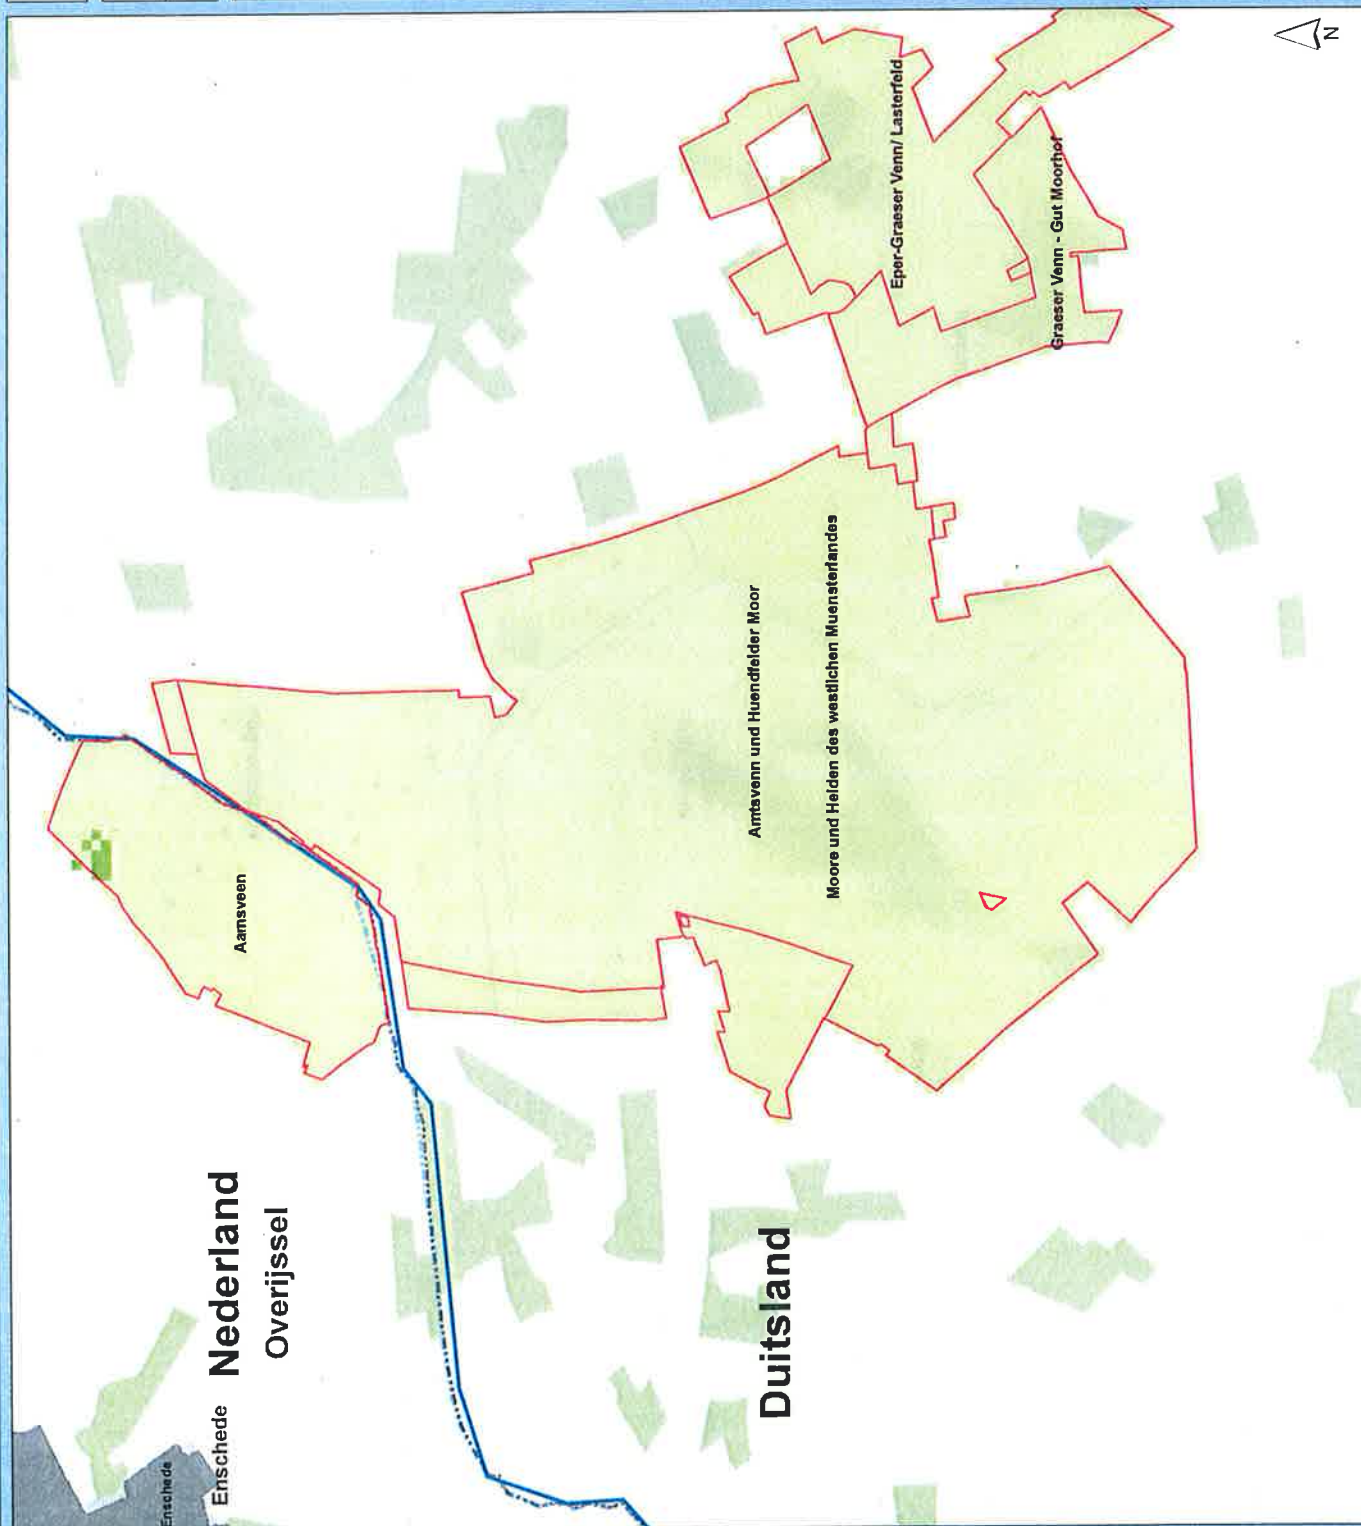 Enschede
Enschede
Nederland
Overijssel
Aamsveen
Duitsland
Amtsvenn und Huendfelder Moor
Moore und Heiden des westlichen Muensterlandes
Eper-Graeser Venn/ Lasterfeld
Graeser Venn - Gut Moorhof
N